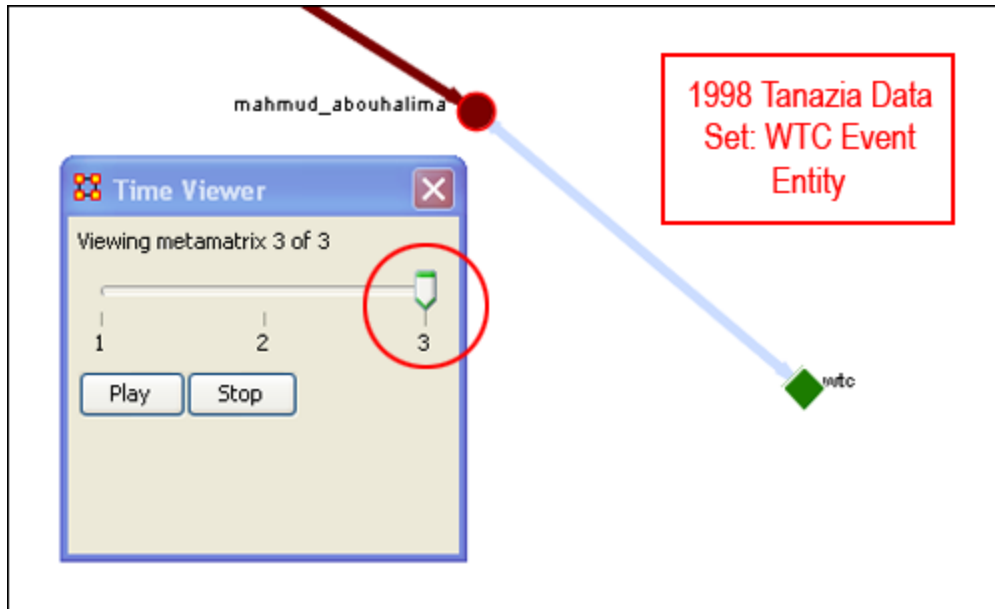 mahmud_abouhalima
1998 Tanazia Data
Set: WTC Event
Entity
Time Viewer
Viewing metamatrix 3 of 3
1 2 3
Play Stop
wtc